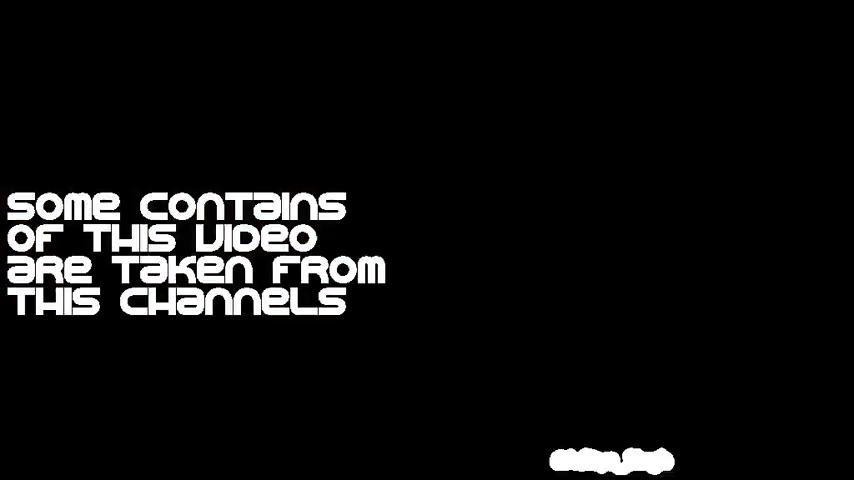 SOME CONTAINS
OF THIS VIDEO
ARE TAKEN FROM
THIS CHANNELS